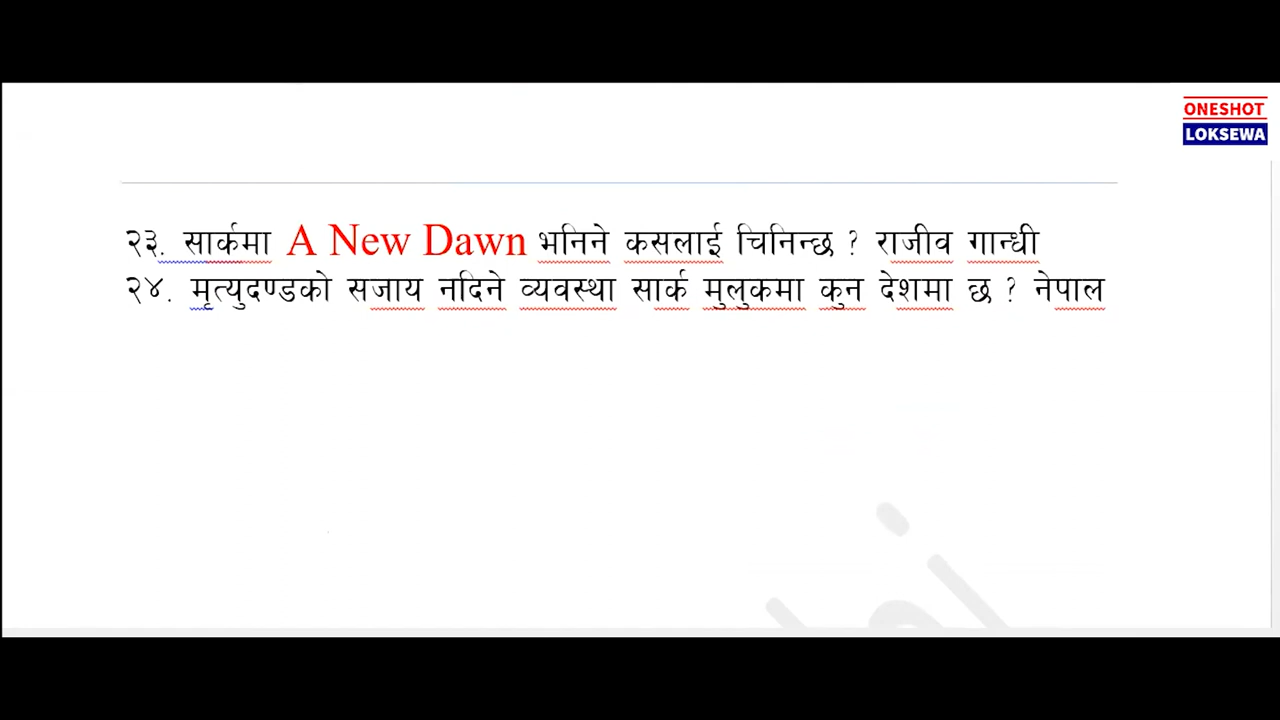 ONESHOT
LOKSEWA
२३. सार्कमा A New Dawn भनिने कसलाई चिनिन्छ ? राजीव गान्धी
२४. मृत्युदण्डको सजाय नदिने व्यवस्था सार्क मुलुकमा कुन देशमा छ ? नेपाल